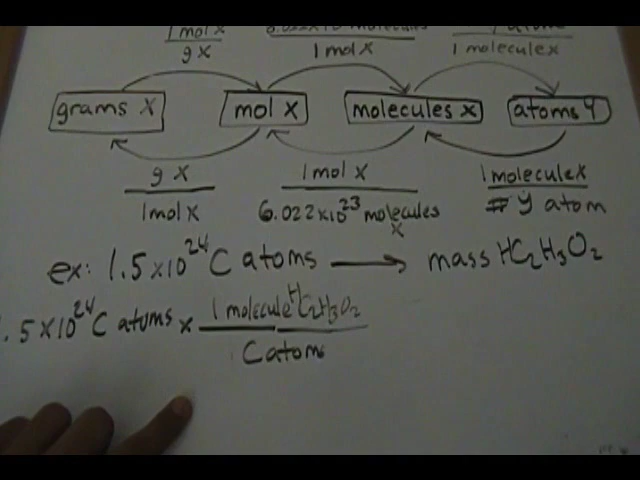 1 mol x
g x
1 mol x
1 molecule x
grams x
mol x
molecules x
atoms y
g x
1 mol x
1 mol x
6.022x10^23 molecules x
1 molecule x
# y atom
ex: 1.5x10^24 C atoms → mass HC2H3O2
.5x10^24 C atoms x 1 molecule HC2H3O2
C atoms